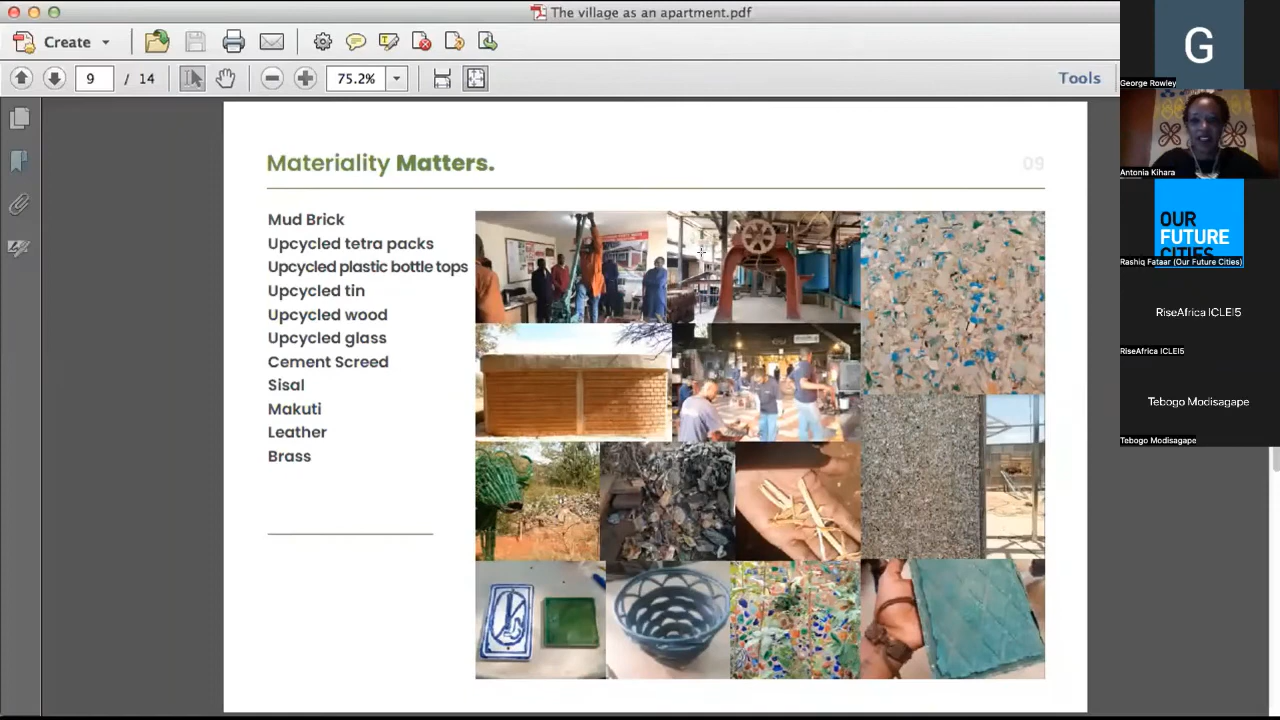 The village as an apartment.pdf
Create
9 / 14
75.2%
Tools
Materiality Matters.
09
Mud Brick
Upcycled tetra packs
Upcycled plastic bottle tops
Upcycled tin
Upcycled wood
Upcycled glass
Cement Screed
Sisal
Makuti
Leather
Brass
G
George Rowley
Antonia Kihara
OUR
FUTURE
CITIES
Rashiq Fataar (Our Future Cities)
RiseAfrica ICLEI5
RiseAfrica ICLEI5
Tebogo Modisagape
Tebogo Modisagape